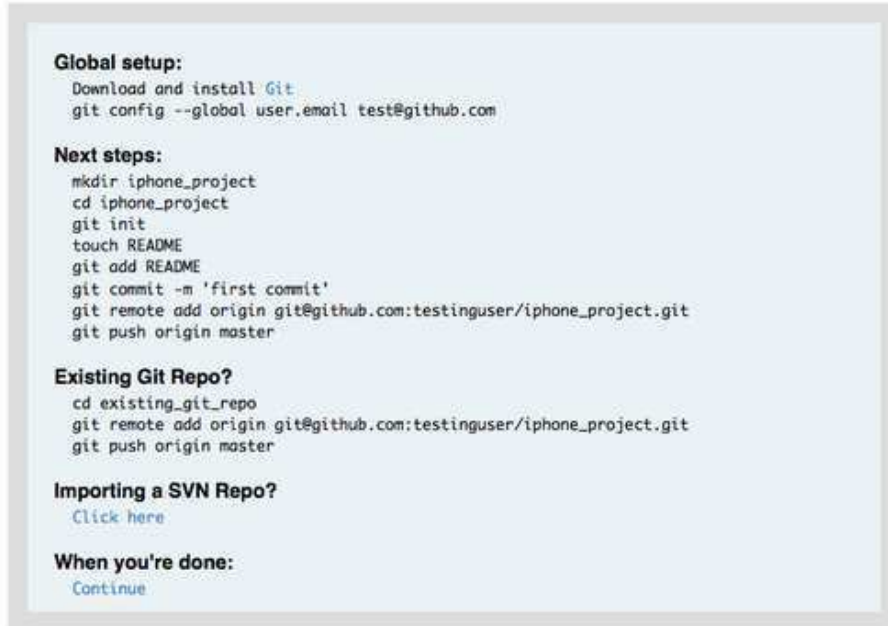 Global setup:
Download and install Git
git config --global user.email test@github.com
Next steps:
mkdir iphone_project
cd iphone_project
git init
touch README
git add README
git commit -m 'first commit'
git remote add origin git@github.com:testinguser/iphone_project.git
git push origin master
Existing Git Repo?
cd existing_git_repo
git remote add origin git@github.com:testinguser/iphone_project.git
git push origin master
Importing a SVN Repo?
Click here
When you're done:
Continue